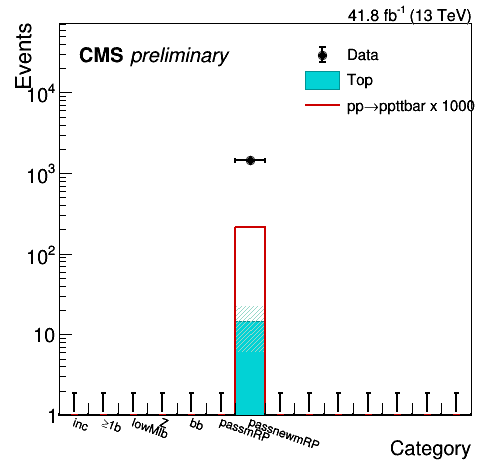 41.8 fb⁻¹ (13 TeV)
Events
CMS preliminary
Data
Top
pp→ppttbar x 1000
10⁴
10³
10²
10
1
inc ≥1b lowMlb Z bb passmRP passnewmRP
Category